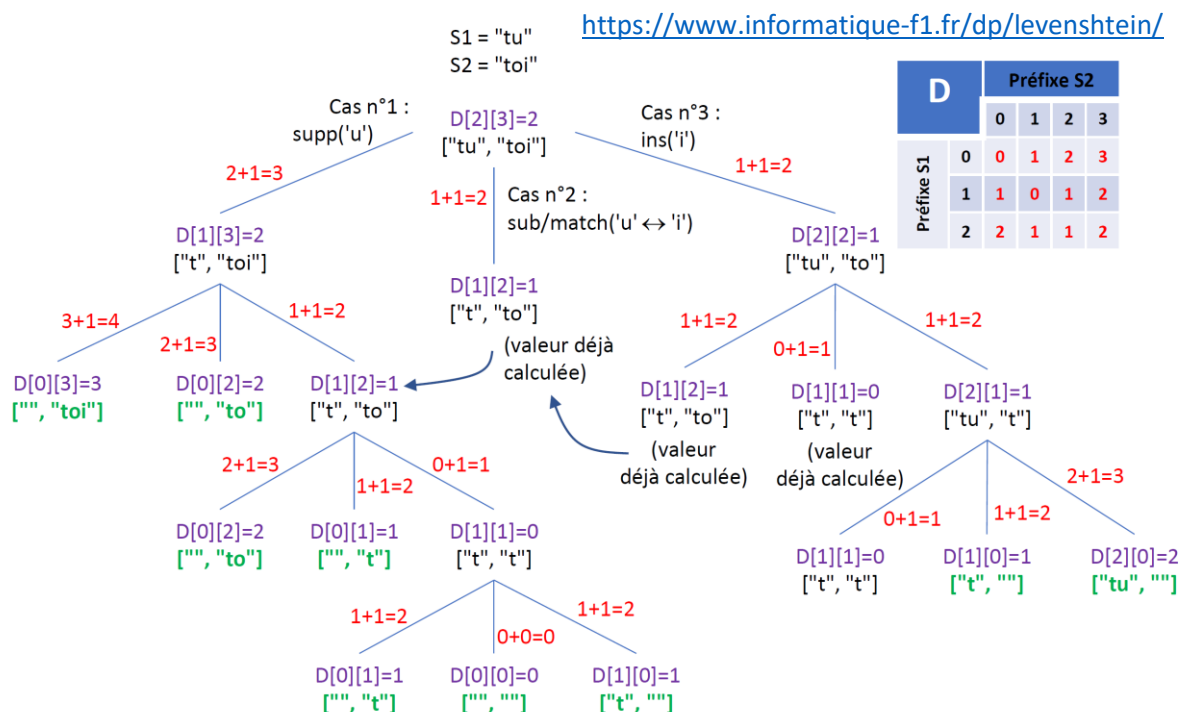 https://www.informatique-f1.fr/dp/levenshtein/
S1 = "tu"
S2 = "toi"
D
Préfixe S2
0 1 2 3
Préfixe S1
0 0 1 2 3
1 1 0 1 2
2 2 1 1 2
Cas n°1 :
supp('u')
D[2][3]=2
["tu", "toi"]
Cas n°3 :
ins('i')
2+1=3
1+1=2
Cas n°2 :
sub/match('u' ↔ 'i')
1+1=2
D[1][3]=2
["t", "toi"]
D[1][2]=1
["t", "to"]
(valeur déjà
calculée)
D[2][2]=1
["tu", "to"]
3+1=4
2+1=3
1+1=2
1+1=2
0+1=1
1+1=2
D[0][3]=3
["", "toi"]
D[0][2]=2
["", "to"]
D[1][2]=1
["t", "to"]
D[1][2]=1
["t", "to"]
(valeur
déjà calculée)
D[1][1]=0
["t", "t"]
(valeur
déjà calculée)
D[2][1]=1
["tu", "t"]
2+1=3
1+1=2
0+1=1
0+1=1
1+1=2
2+1=3
D[0][2]=2
["", "to"]
D[0][1]=1
["", "t"]
D[1][1]=0
["t", "t"]
D[1][1]=0
["t", "t"]
D[1][0]=1
["t", ""]
D[2][0]=2
["tu", ""]
1+1=2
0+0=0
1+1=2
D[0][1]=1
["", "t"]
D[0][0]=0
["", ""]
D[1][0]=1
["t", ""]